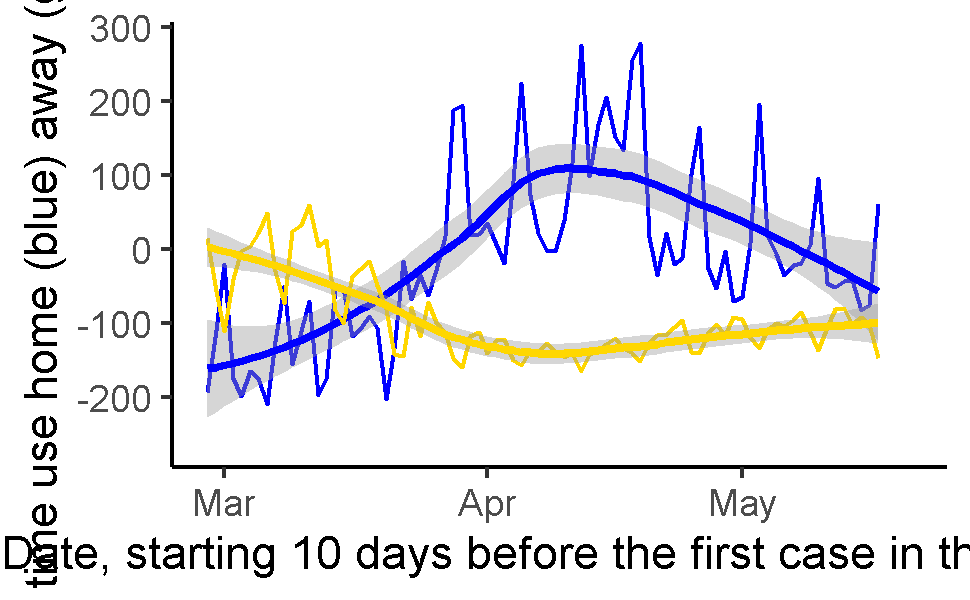 time use home (blue) away (
300
200
100
0
-100
-200
Mar Apr May
Date, starting 10 days before the first case in th